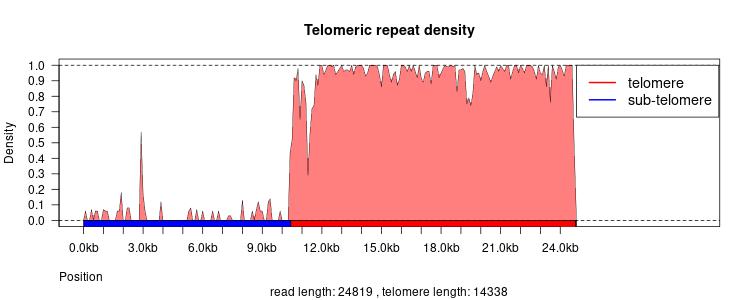 Telomeric repeat density
Density
1.0
0.9
0.8
0.7
0.6
0.5
0.4
0.3
0.2
0.1
0.0
telomere
sub-telomere
0.0kb 3.0kb 6.0kb 9.0kb 12.0kb 15.0kb 18.0kb 21.0kb 24.0kb
Position
read length: 24819 , telomere length: 14338